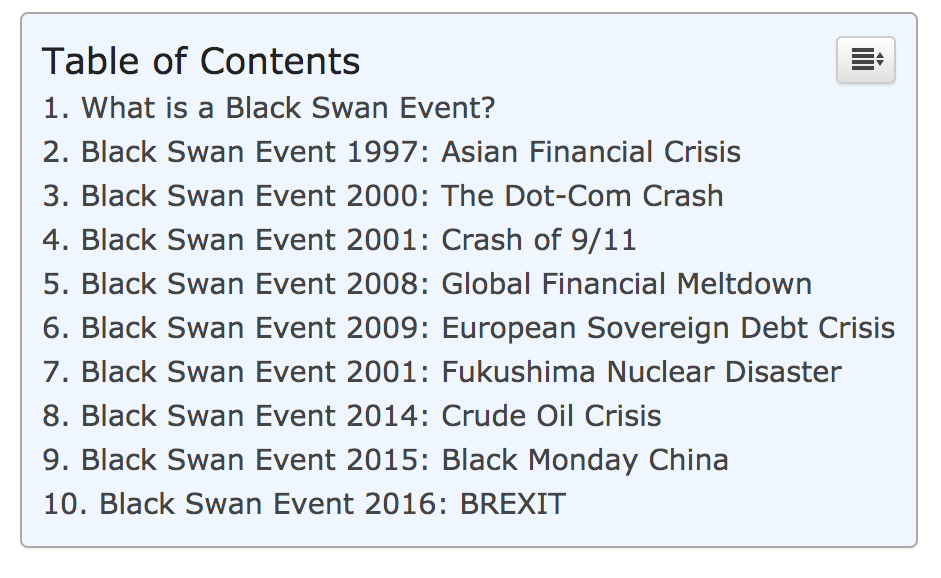 Table of Contents
1. What is a Black Swan Event?
2. Black Swan Event 1997: Asian Financial Crisis
3. Black Swan Event 2000: The Dot-Com Crash
4. Black Swan Event 2001: Crash of 9/11
5. Black Swan Event 2008: Global Financial Meltdown
6. Black Swan Event 2009: European Sovereign Debt Crisis
7. Black Swan Event 2001: Fukushima Nuclear Disaster
8. Black Swan Event 2014: Crude Oil Crisis
9. Black Swan Event 2015: Black Monday China
10. Black Swan Event 2016: BREXIT